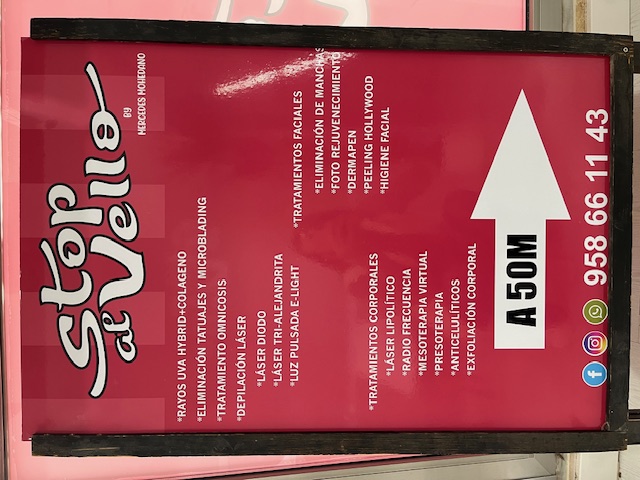 Stop
al Vello
BY
MERCEDES MOHEDANO
*RAYOS UVA HYBRID+COLAGENO
*ELIMINACIÓN TATUAJES Y MICROBLADING
*TRATAMIENTO OMNICOSIS
*DEPILACIÓN LÁSER
*LÁSER DIODO
*LÁSER TRI-ALEJANDRITA
*LUZ PULSADA E-LIGHT
*TRATAMIENTOS FACIALES
*ELIMINACIÓN DE MANCHAS
*FOTO REJUVENECIMIENTO
*DERMAPEN
*PEELING HOLLYWOOD
*HIGIENE FACIAL
*TRATAMIENTOS CORPORALES
*LÁSER LIPOLÍTICO
*RADIO FRECUENCIA
*MESOTERAPIA VIRTUAL
*PRESOTERAPIA
*ANTICELULÍTICOS
*EXFOLIACIÓN CORPORAL
A 50M
958 66 11 43